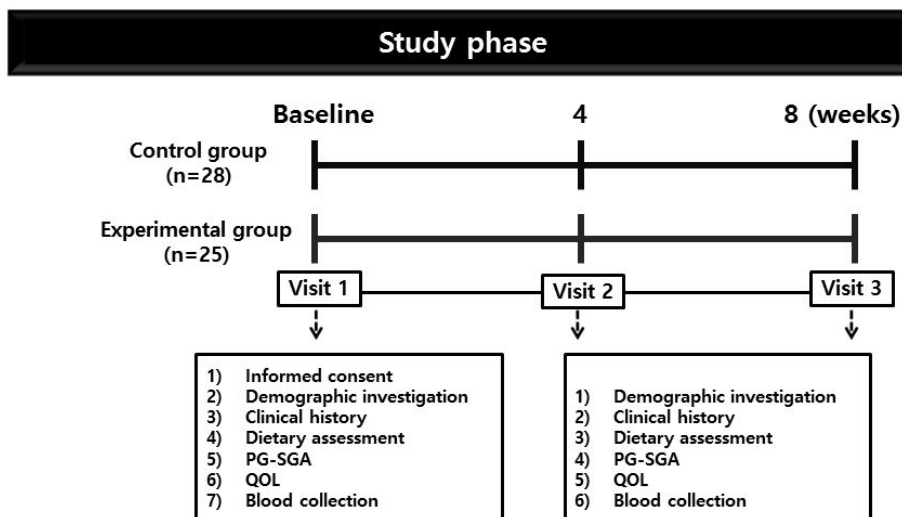 Study phase
Baseline 4 8 (weeks)
Control group
(n=28)
Experimental group
(n=25)
Visit 1 Visit 2 Visit 3
1) Informed consent
2) Demographic investigation
3) Clinical history
4) Dietary assessment
5) PG-SGA
6) QOL
7) Blood collection
1) Demographic investigation
2) Clinical history
3) Dietary assessment
4) PG-SGA
5) QOL
6) Blood collection